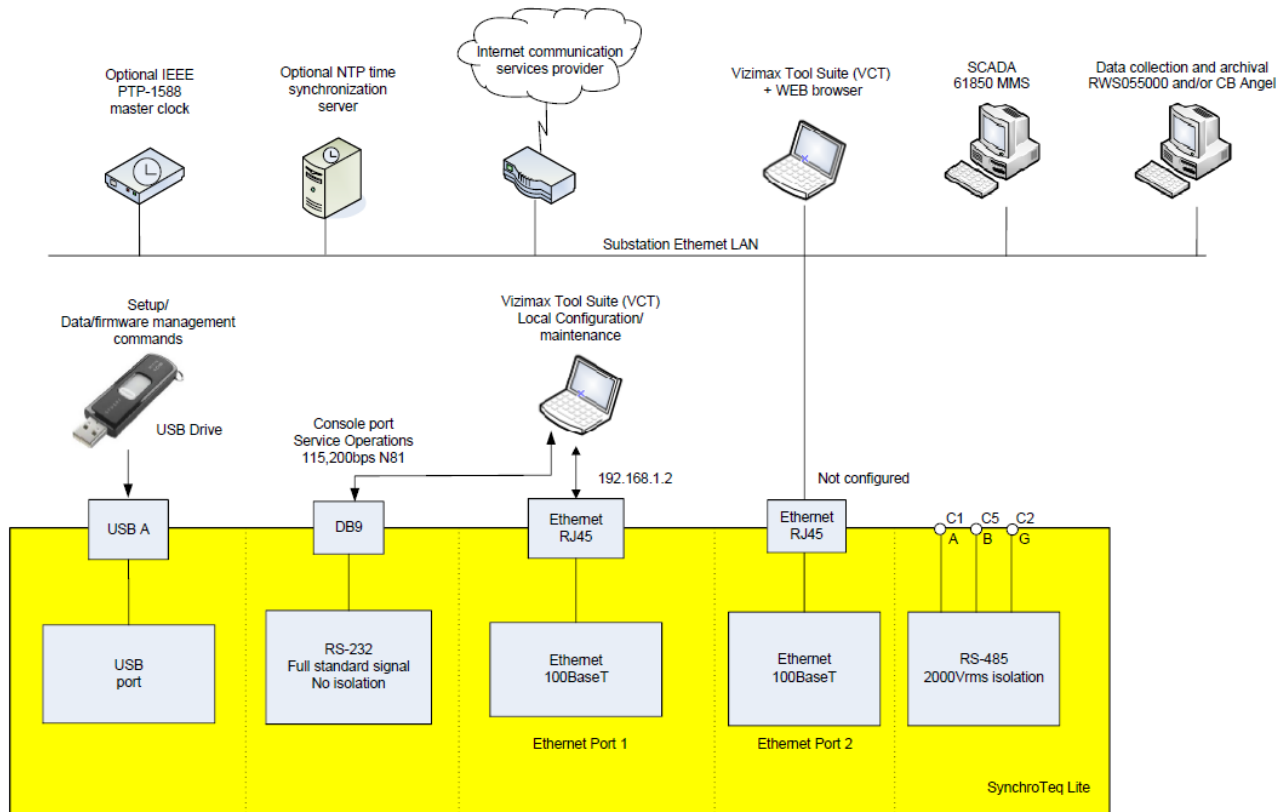 Internet communication
services provider
Optional IEEE
PTP-1588
master clock
Optional NTP time
synchronization
server
Vizimax Tool Suite (VCT)
+ WEB browser
SCADA
61850 MMS
Data collection and archival
RWS055000 and/or CB Angel
Substation Ethernet LAN
Setup/
Data/firmware management
commands
USB Drive
Vizimax Tool Suite (VCT)
Local Configuration/
maintenance
Console port
Service Operations
115,200bps N81
192.168.1.2
Not configured
USB A
DB9
Ethernet
RJ45
Ethernet
RJ45
C1
C5
C2
A
B
G
USB
port
RS-232
Full standard signal
No isolation
Ethernet
100BaseT
Ethernet
100BaseT
RS-485
2000Vrms isolation
Ethernet Port 1
Ethernet Port 2
SynchroTeq Lite